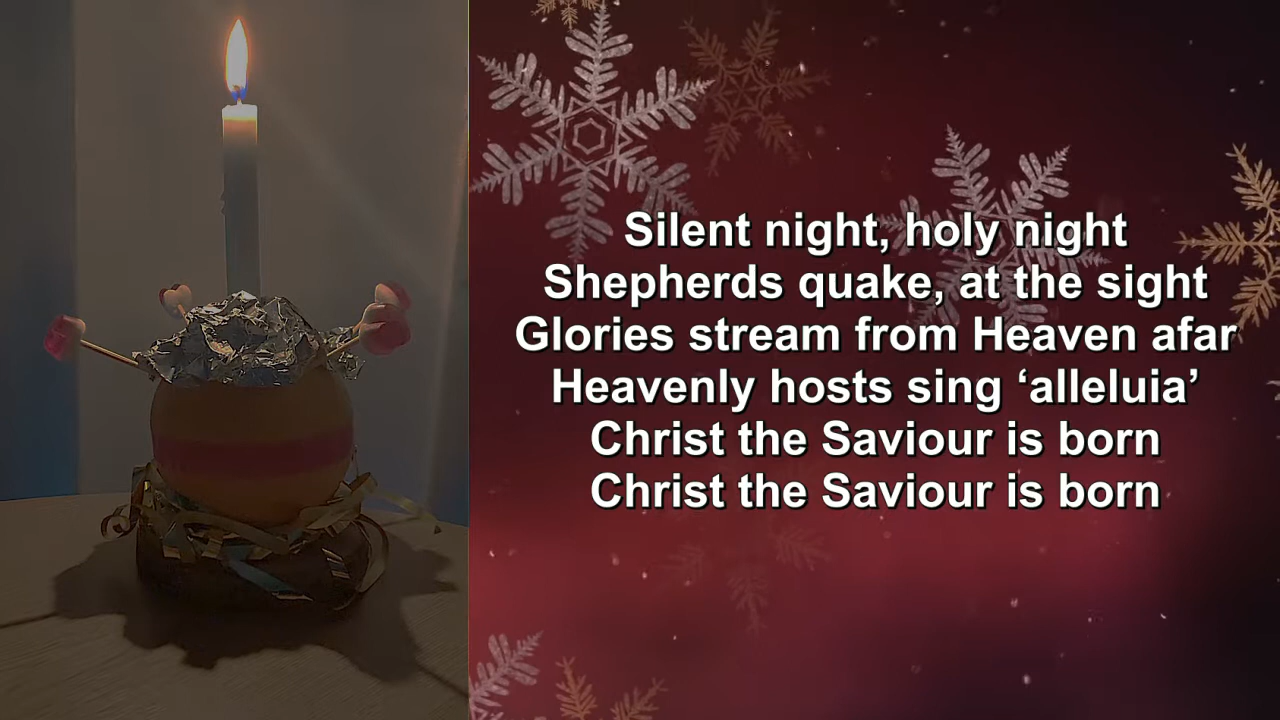 Silent night, holy night
Shepherds quake, at the sight
Glories stream from Heaven afar
Heavenly hosts sing ‘alleluia’
Christ the Saviour is born
Christ the Saviour is born